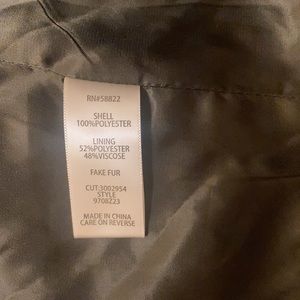 RN#58822
SHELL
100%POLYESTER
LINING
52%POLYESTER
48%VISCOSE
FAKE FUR
CUT:3002954
STYLE
9708223
MADE IN CHINA
CARE ON REVERSE